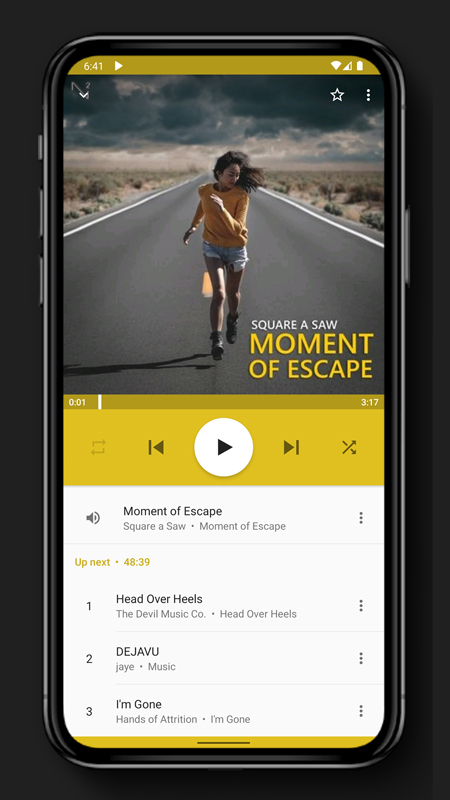 6:41
SQUARE A SAW
MOMENT
OF ESCAPE
0:01 3:17
Moment of Escape
Square a Saw • Moment of Escape
Up next • 48:39
1 Head Over Heels
The Devil Music Co. • Head Over Heels
2 DEJAVU
jaye • Music
3 I'm Gone
Hands of Attrition • I'm Gone